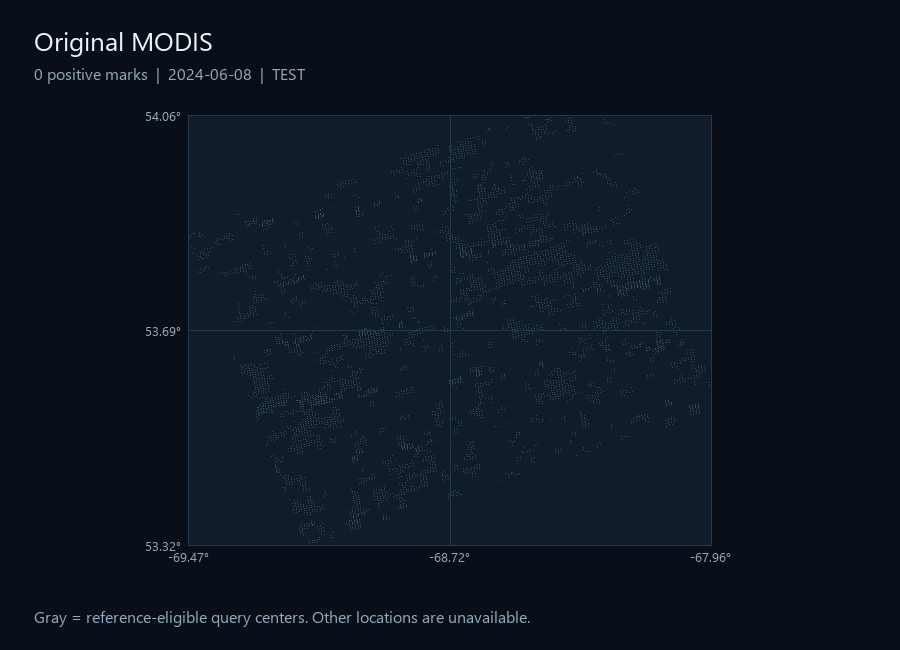 Original MODIS
0 positive marks | 2024-06-08 | TEST
54.06°
53.69°
53.32°
-69.47° -68.72° -67.96°
Gray = reference-eligible query centers. Other locations are unavailable.